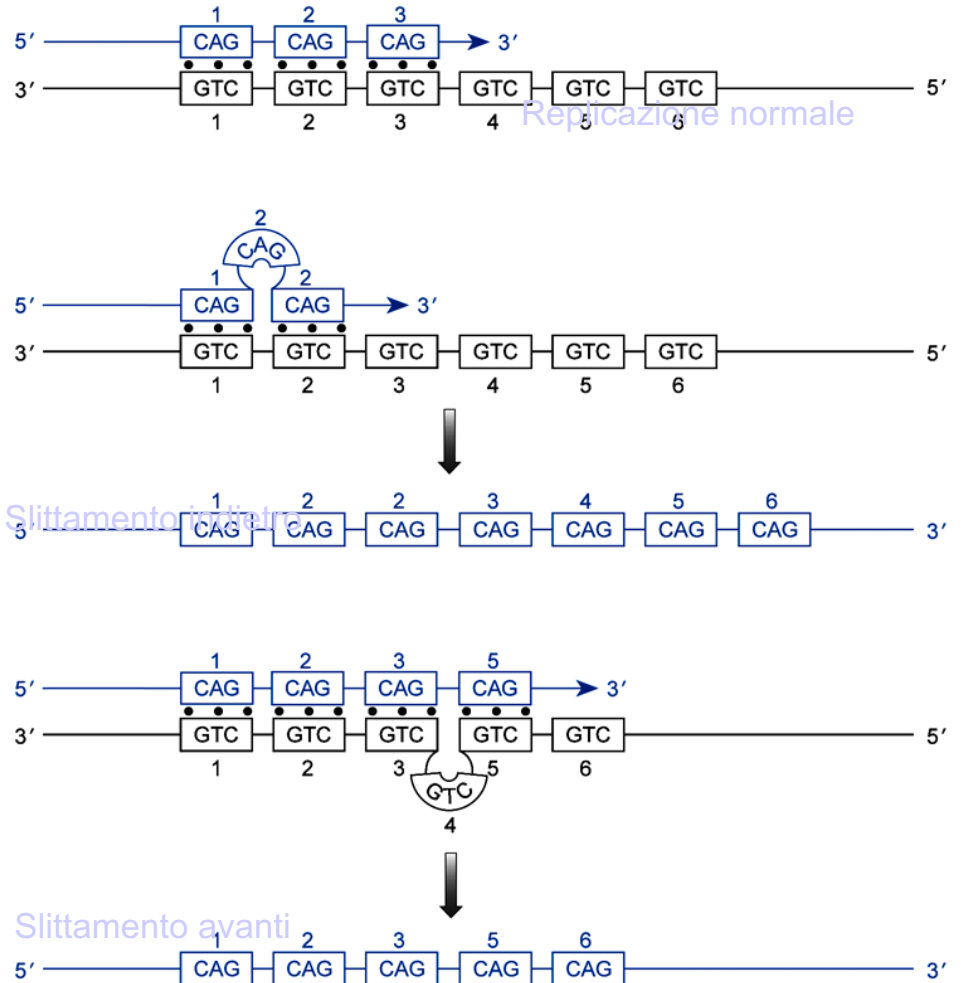 1 2 3
5′ CAG CAG CAG 3′
3′ GTC GTC GTC GTC GTC GTC 5′
1 2 3 4 5 6
Replicazione normale
2
CAG
1 2
5′ CAG CAG 3′
3′ GTC GTC GTC GTC GTC GTC 5′
1 2 3 4 5 6
1 2 2 3 4 5 6
Slittamento indietro
5′ CAG CAG CAG CAG CAG CAG CAG 3′
1 2 3 5
5′ CAG CAG CAG CAG 3′
3′ GTC GTC GTC GTC GTC 5′
1 2 3 5 6
GTC
4
Slittamento avanti
1 2 3 5 6
5′ CAG CAG CAG CAG CAG 3′